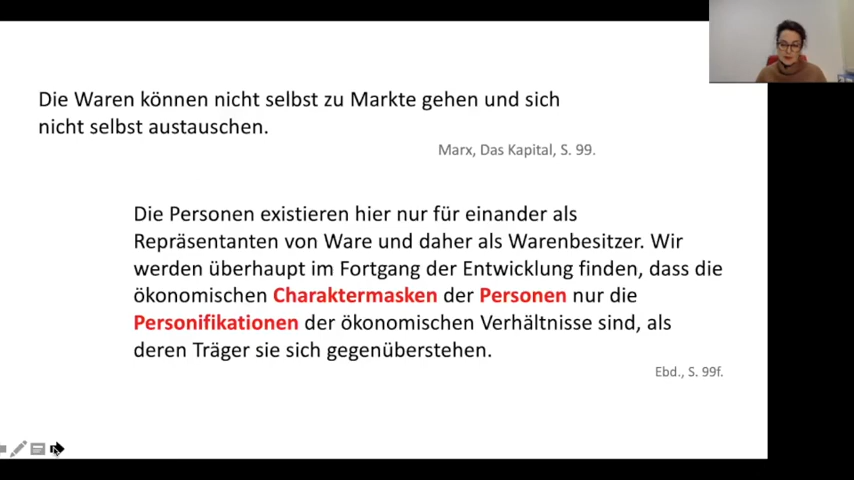 Die Waren können nicht selbst zu Markte gehen und sich
nicht selbst austauschen.
Marx, Das Kapital, S. 99.
Die Personen existieren hier nur für einander als
Repräsentanten von Ware und daher als Warenbesitzer. Wir
werden überhaupt im Fortgang der Entwicklung finden, dass die
ökonomischen Charaktermasken der Personen nur die
Personifikationen der ökonomischen Verhältnisse sind, als
deren Träger sie sich gegenüberstehen.
Ebd., S. 99f.